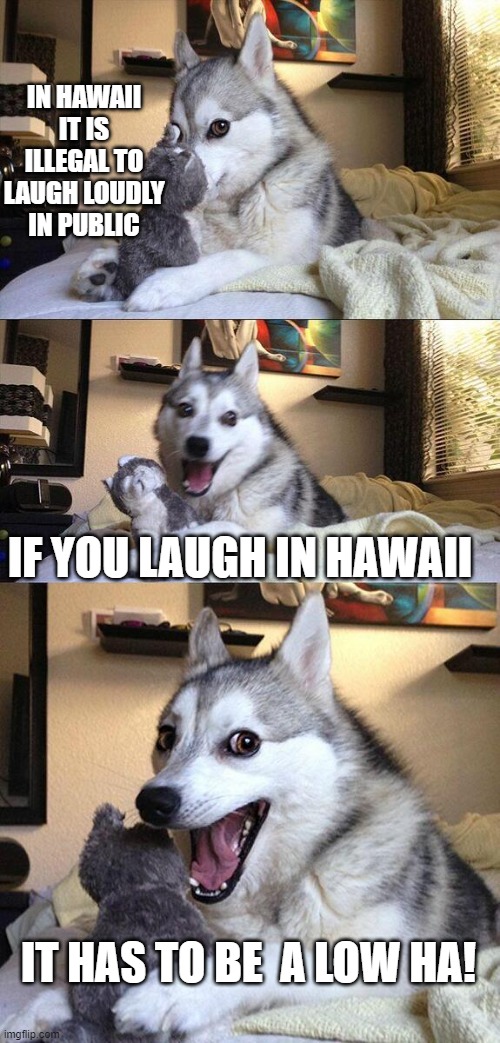 IN HAWAII
IT IS
ILLEGAL TO
LAUGH LOUDLY
IN PUBLIC
IF YOU LAUGH IN HAWAII
IT HAS TO BE  A LOW HA!
imgflip.com